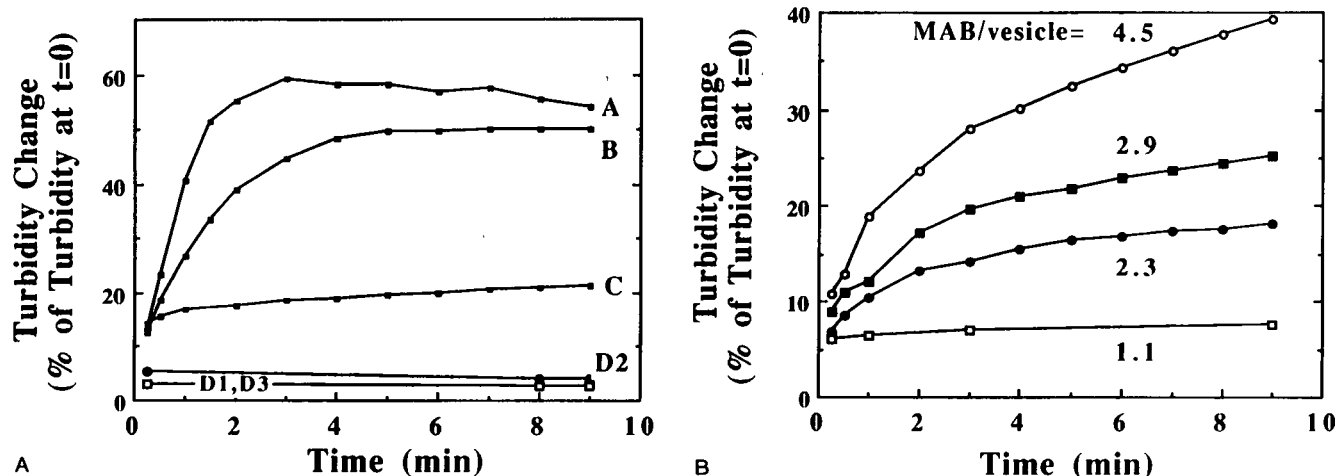 Turbidity Change
(% of Turbidity at t=0)
60
40
20
0
A
B
C
D2
D1,D3
0 2 4 6 8 10
Time (min)
A
Turbidity Change
(% of Turbidity at t=0)
40
30
20
10
0
MAB/vesicle= 4.5
2.9
2.3
1.1
0 2 4 6 8 10
Time (min)
B